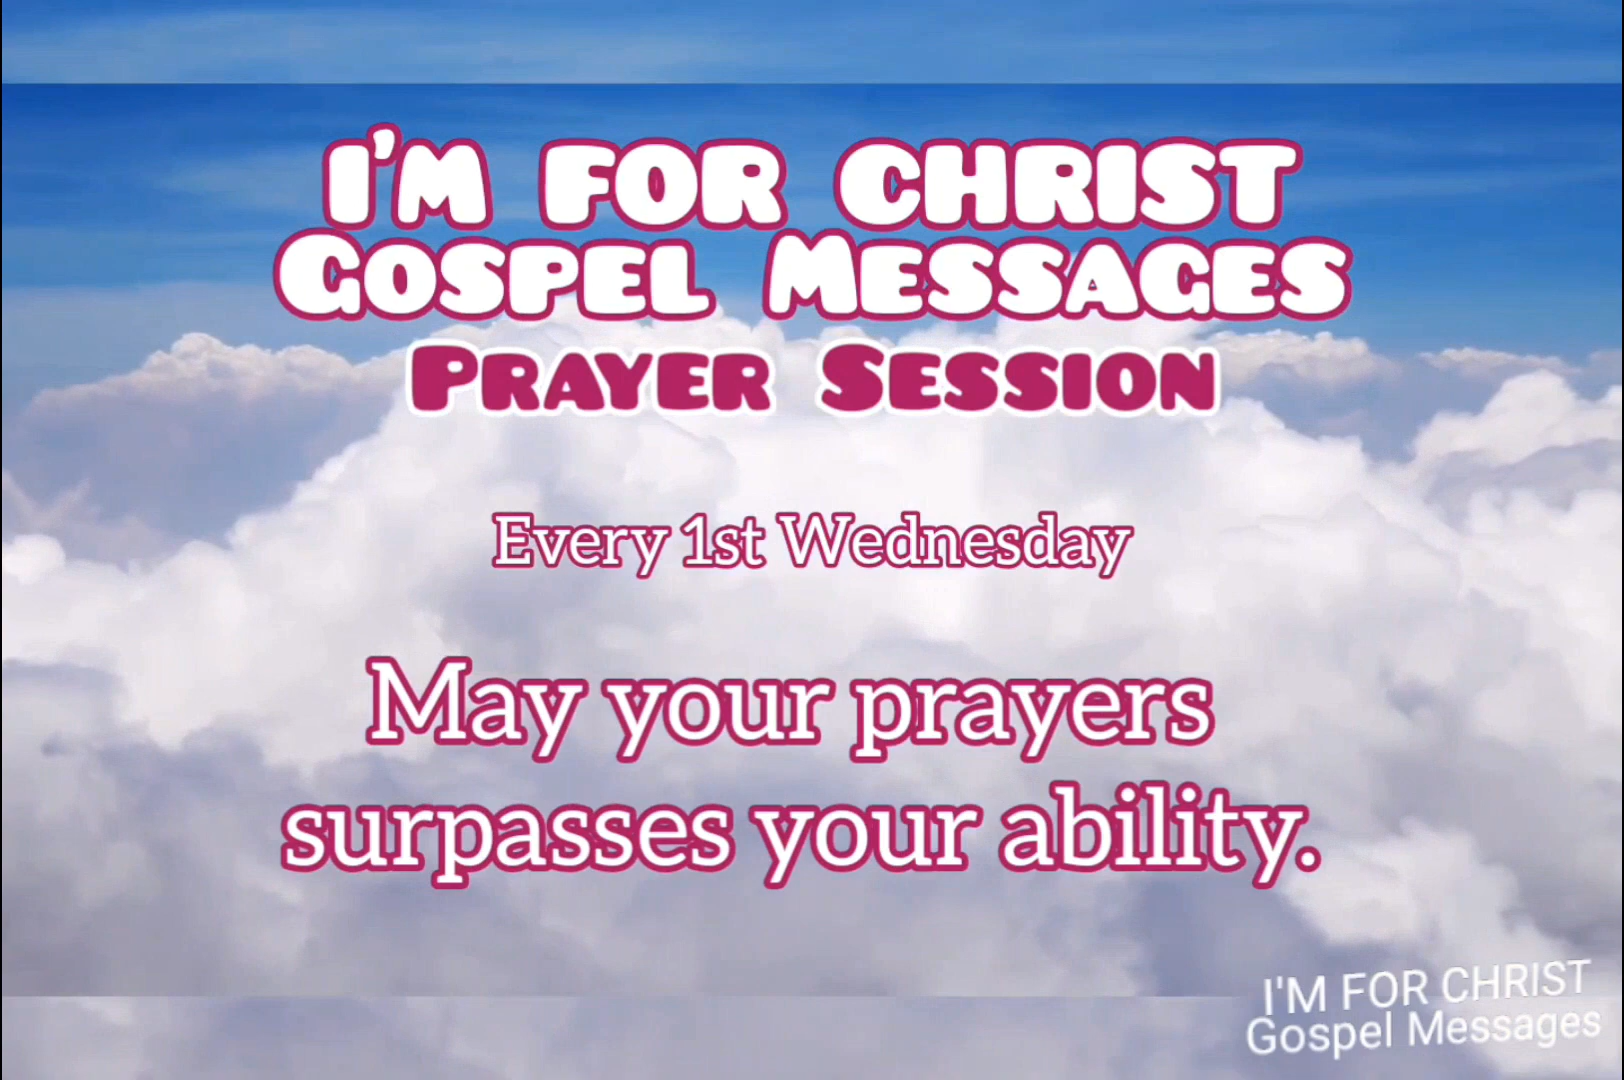 I'M FOR CHRIST
GOSPEL MESSAGES
PRAYER SESSION
Every 1st Wednesday
May your prayers
surpasses your ability.
I'M FOR CHRIST
Gospel Messages